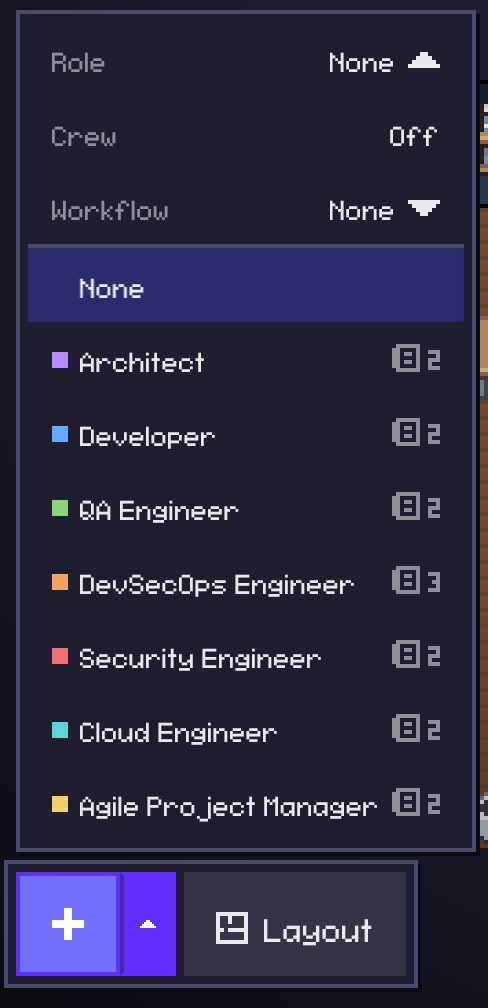 Role None
Crew Off
Workflow None
None
Architect 2
Developer 2
QA Engineer 2
DevSecOps Engineer 3
Security Engineer 2
Cloud Engineer 2
Agile Project Manager 2
+ Layout